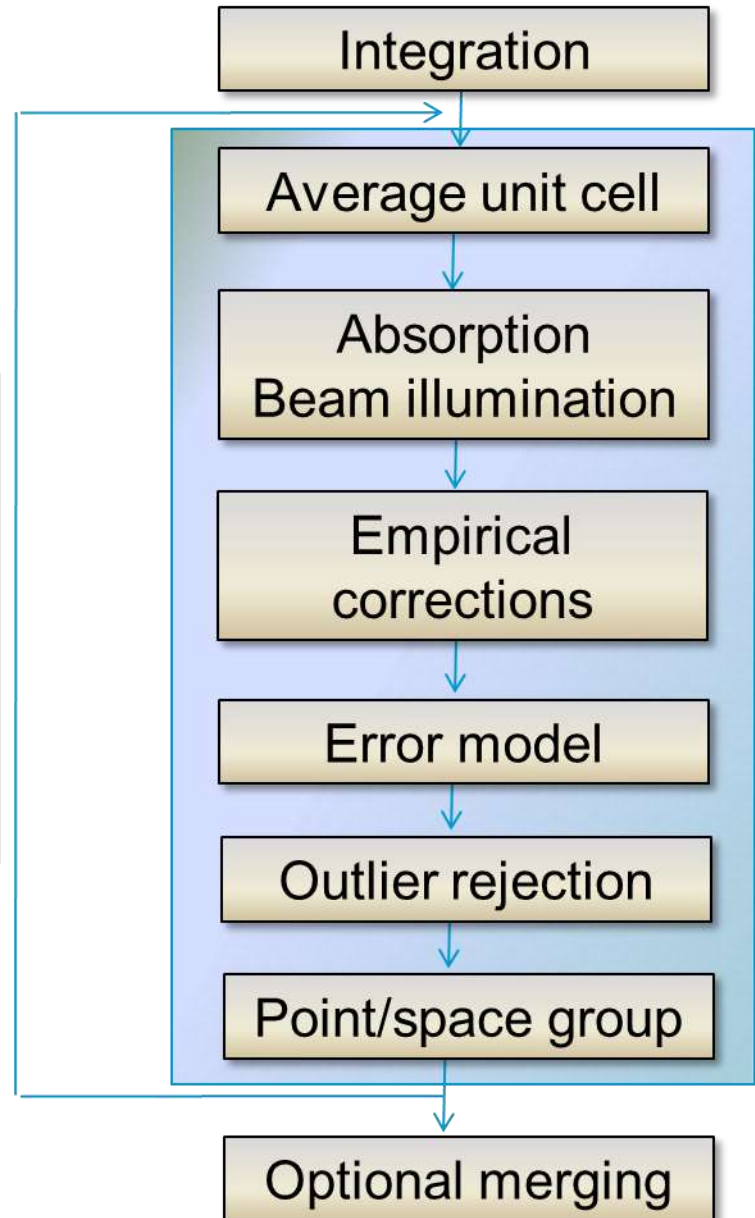 Integration
Average unit cell
Absorption
Beam illumination
Empirical
corrections
Error model
Outlier rejection
Point/space group
Optional merging